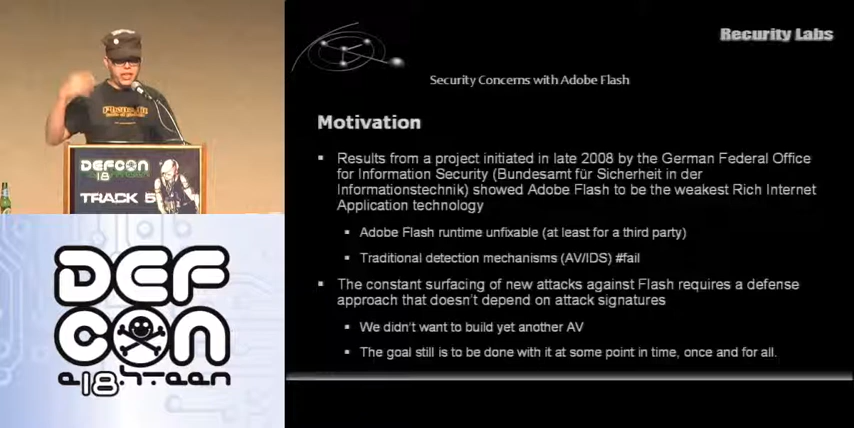 DEFCON
18
TRACK 5
DEF
CON
e18.hteen
Recurity Labs
Security Concerns with Adobe Flash
Motivation
Results from a project initiated in late 2008 by the German Federal Office
for Information Security (Bundesamt für Sicherheit in der
Informationstechnik) showed Adobe Flash to be the weakest Rich Internet
Application technology
Adobe Flash runtime unfixable (at least for a third party)
Traditional detection mechanisms (AV/IDS) #fail
The constant surfacing of new attacks against Flash requires a defense
approach that doesn't depend on attack signatures
We didn't want to build yet another AV
The goal still is to be done with it at some point in time, once and for all.